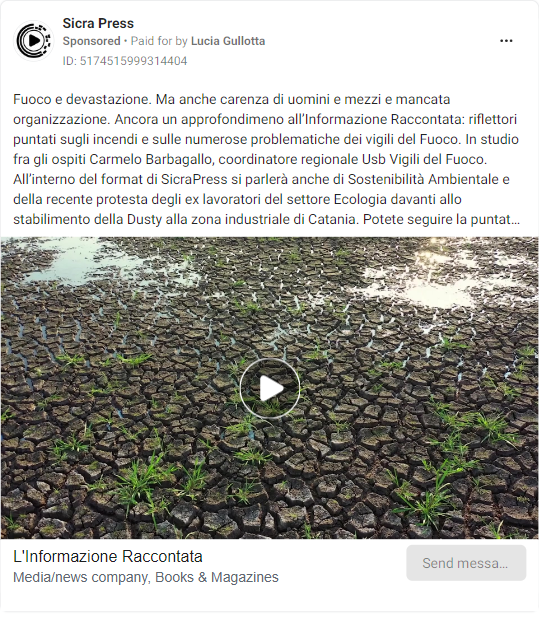 Sicra Press
Sponsored • Paid for by Lucia Gullotta
ID: 5174515999314404
Fuoco e devastazione. Ma anche carenza di uomini e mezzi e mancata
organizzazione. Ancora un approfondimeno all'Informazione Raccontata: riflettori
puntati sugli incendi e sulle numerose problematiche dei vigili del Fuoco. In studio
fra gli ospiti Carmelo Barbagallo, coordinatore regionale Usb Vigili del Fuoco.
All'interno del format di SicraPress si parlerà anche di Sostenibilità Ambientale e
della recente protesta degli ex lavoratori del settore Ecologia davanti allo
stabilimento della Dusty alla zona industriale di Catania. Potete seguire la puntat...
L'Informazione Raccontata
Media/news company, Books & Magazines
Send messa...